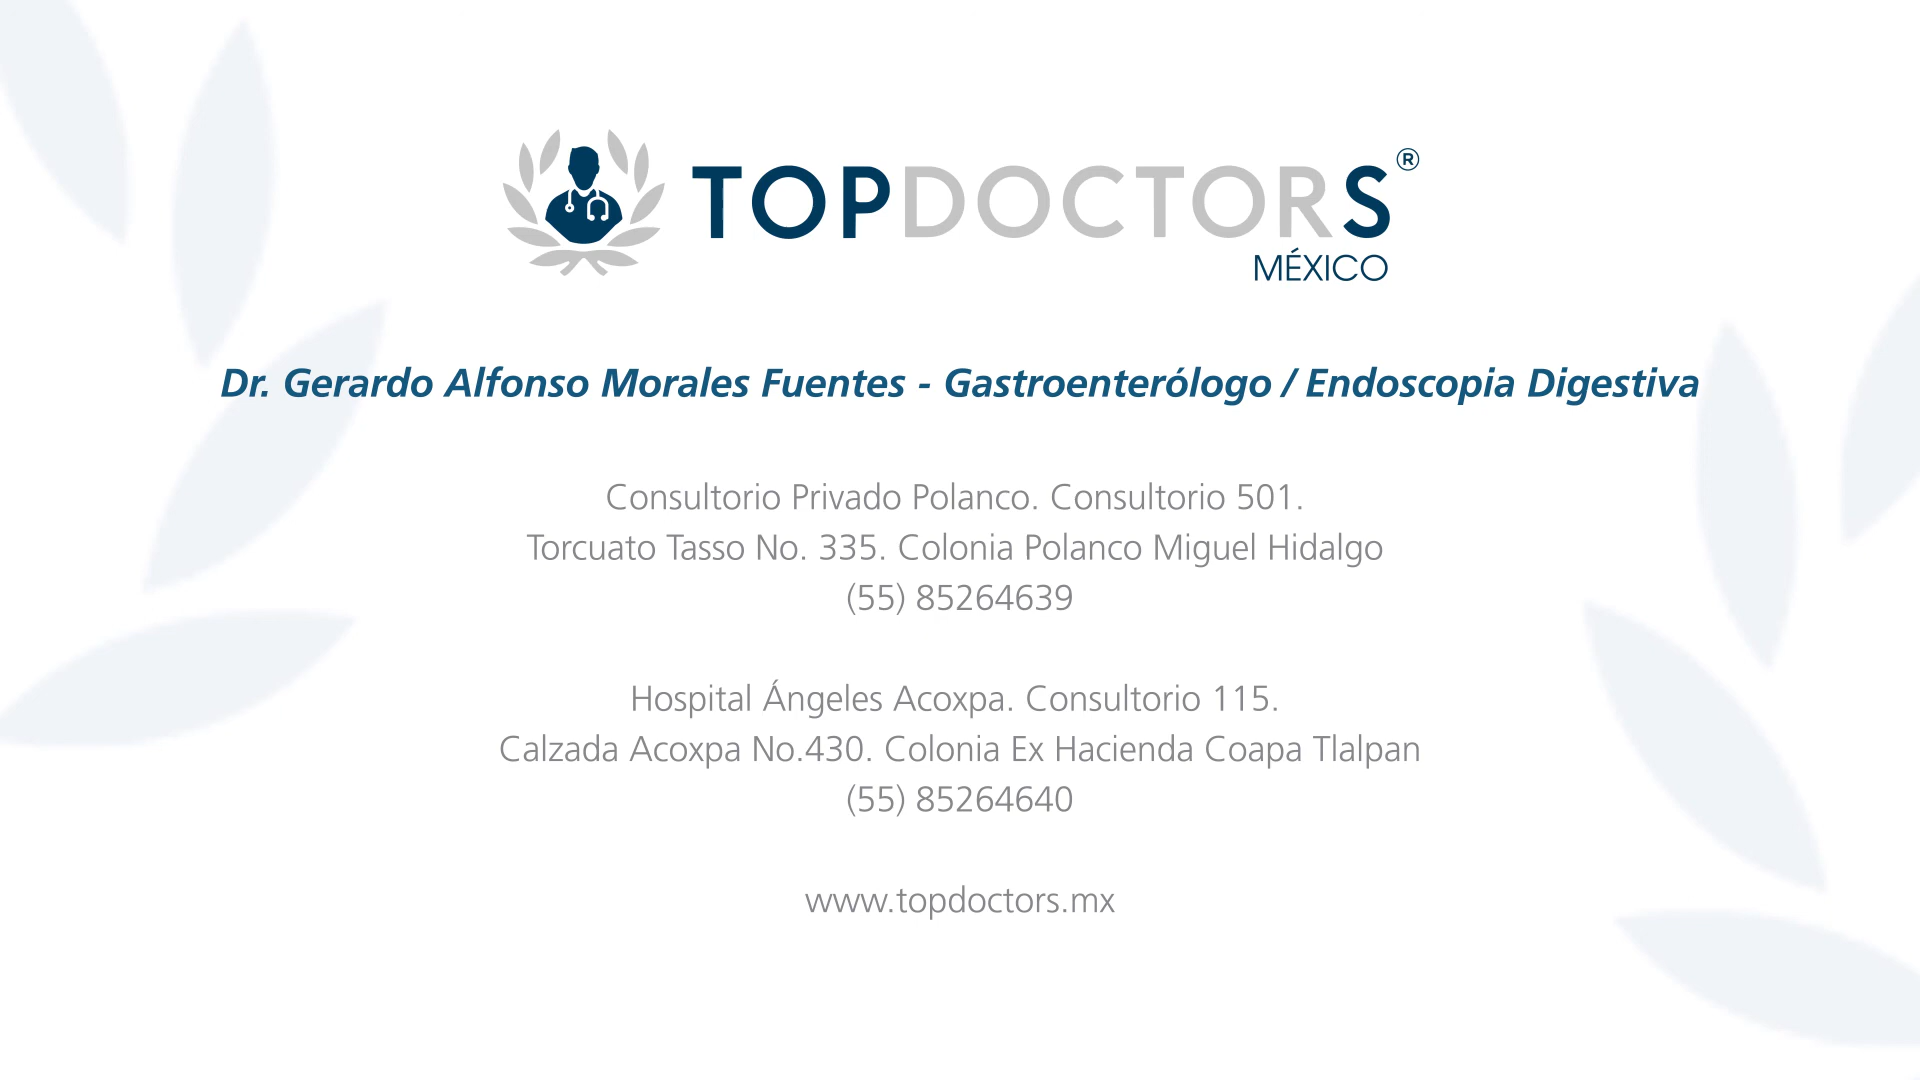 TOPDOCTORS®
MÉXICO
Dr. Gerardo Alfonso Morales Fuentes - Gastroenterólogo / Endoscopia Digestiva
Consultorio Privado Polanco. Consultorio 501.
Torcuato Tasso No. 335. Colonia Polanco Miguel Hidalgo
(55) 85264639
Hospital Ángeles Acoxpa. Consultorio 115.
Calzada Acoxpa No.430. Colonia Ex Hacienda Coapa Tlalpan
(55) 85264640
www.topdoctors.mx